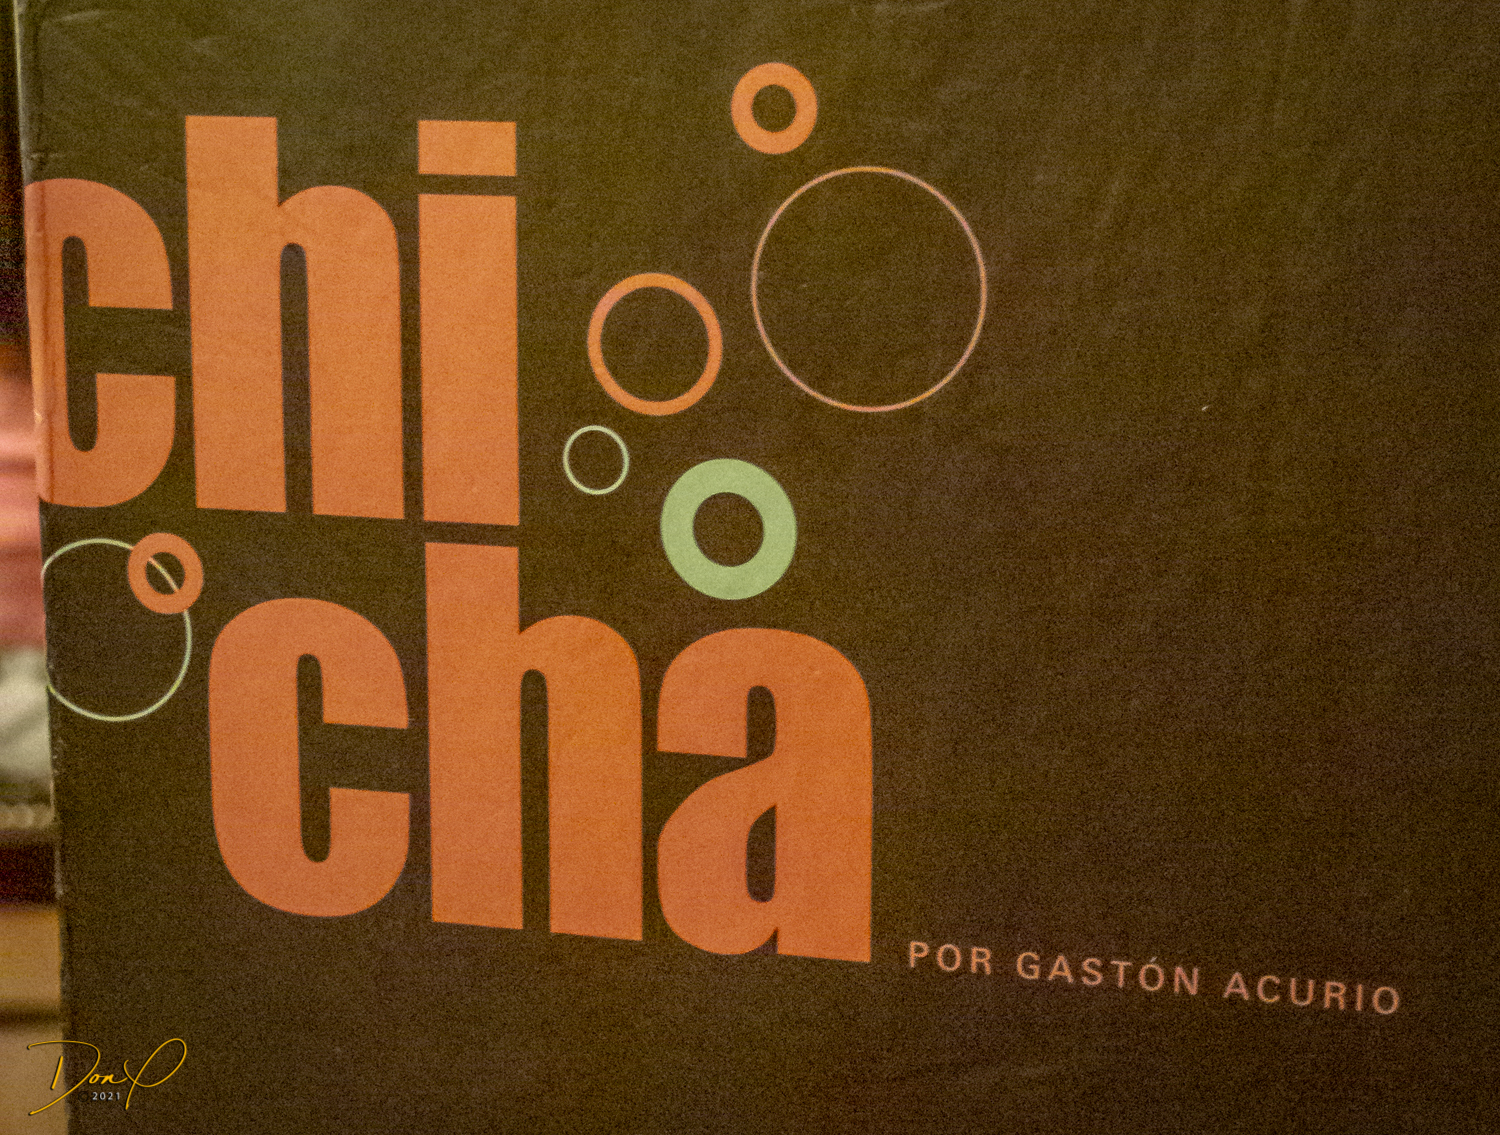 chi
cha
POR GASTÓN ACURIO
Don P
2021